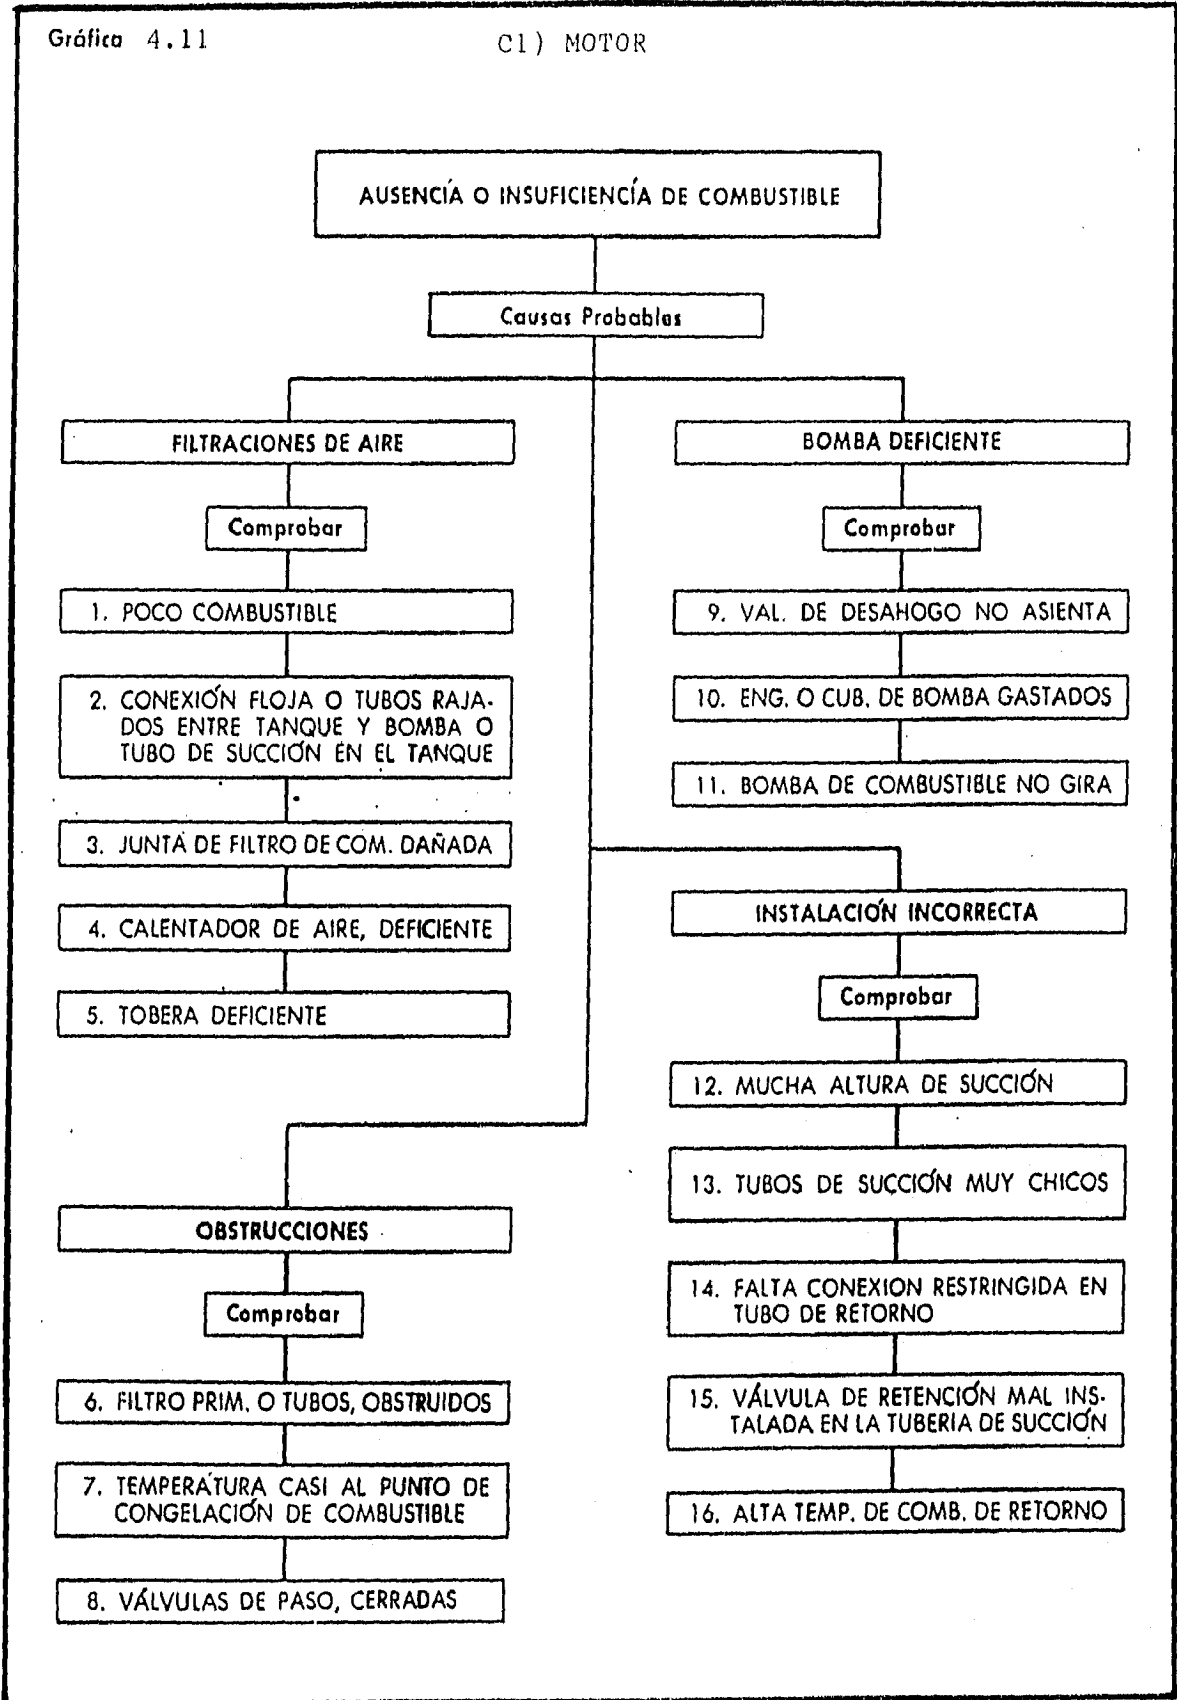 Gráfica 4.11
C1) MOTOR
AUSENCÍA O INSUFICIENCÍA DE COMBUSTIBLE
Causas Probables
FILTRACIONES DE AIRE
Comprobar
1. POCO COMBUSTIBLE
2. CONEXIÓN FLOJA O TUBOS RAJA-
DOS ENTRE TANQUE Y BOMBA O
TUBO DE SUCCIÓN EN EL TANQUE
3. JUNTA DE FILTRO DE COM. DAÑADA
4. CALENTADOR DE AIRE, DEFICIENTE
5. TOBERA DEFICIENTE
OBSTRUCCIONES
Comprobar
6. FILTRO PRIM. O TUBOS, OBSTRUIDOS
7. TEMPERATURA CASI AL PUNTO DE
CONGELACIÓN DE COMBUSTIBLE
8. VÁLVULAS DE PASO, CERRADAS
BOMBA DEFICIENTE
Comprobar
9. VAL. DE DESAHOGO NO ASIENTA
10. ENG. O CUB. DE BOMBA GASTADOS
11. BOMBA DE COMBUSTIBLE NO GIRA
INSTALACIÓN INCORRECTA
Comprobar
12. MUCHA ALTURA DE SUCCIÓN
13. TUBOS DE SUCCIÓN MUY CHICOS
14. FALTA CONEXION RESTRINGIDA EN
TUBO DE RETORNO
15. VÁLVULA DE RETENCIÓN MAL INS-
TALADA EN LA TUBERIA DE SUCCIÓN
16. ALTA TEMP. DE COMB. DE RETORNO